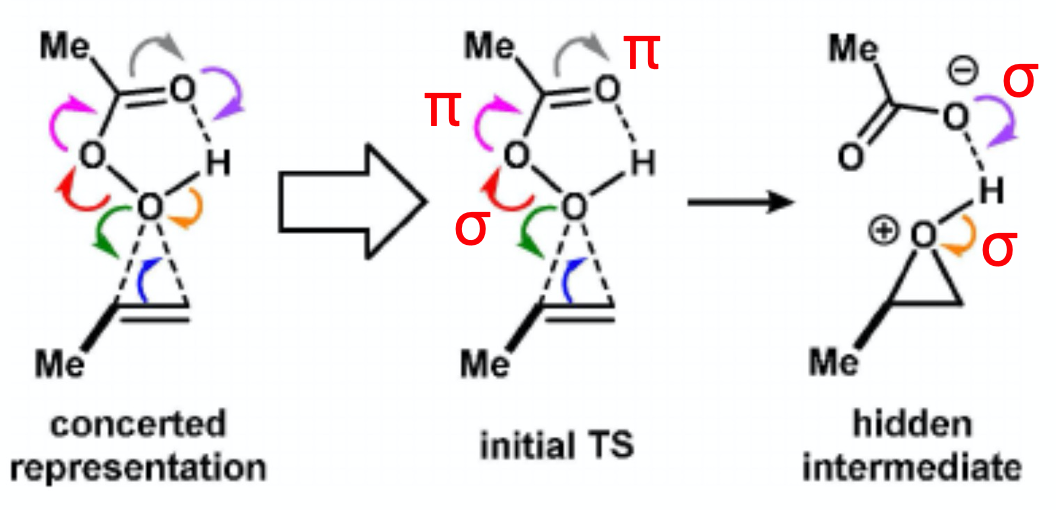 Me
O
O
H
O
Me
concerted
representation
Me
O
π
π
O
H
σ
O
Me
initial TS
Me
⊖
σ
O
O
H
⊕
O
σ
Me
hidden
intermediate